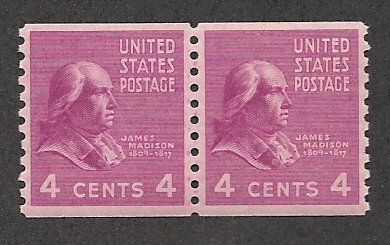 UNITED
STATES
POSTAGE
JAMES
MADISON
1809-1817
4 CENTS 4
UNITED
STATES
POSTAGE
JAMES
MADISON
1809-1817
4 CENTS 4